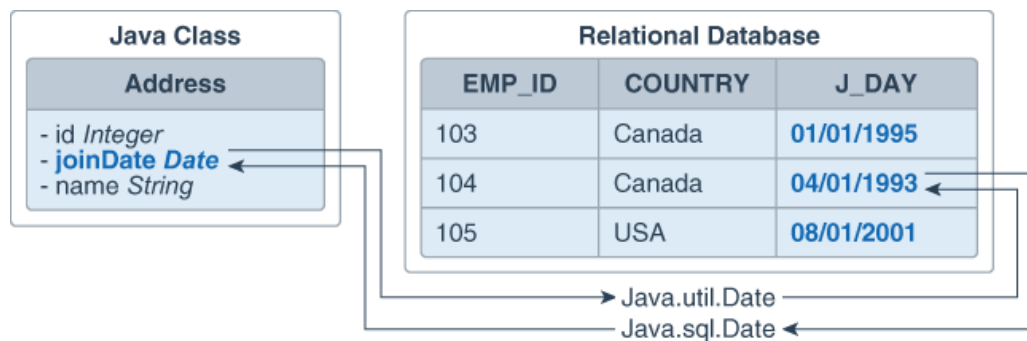 Java Class
Address
- id Integer
- joinDate Date
- name String
Relational Database
EMP_ID COUNTRY J_DAY
103 Canada 01/01/1995
104 Canada 04/01/1993
105 USA 08/01/2001
Java.util.Date
Java.sql.Date